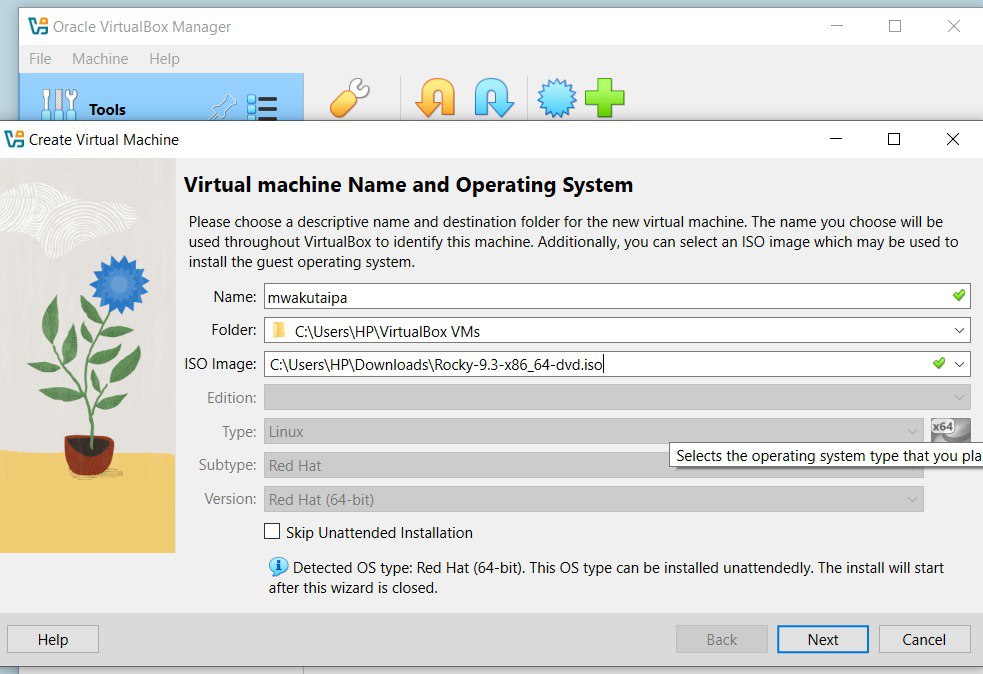 Oracle VirtualBox Manager
File Machine Help
Tools
Create Virtual Machine
Virtual machine Name and Operating System
Please choose a descriptive name and destination folder for the new virtual machine. The name you choose will be
used throughout VirtualBox to identify this machine. Additionally, you can select an ISO image which may be used to
install the guest operating system.
Name: mwakutaipa
Folder: C:\Users\HP\VirtualBox VMs
ISO Image: C:\Users\HP\Downloads\Rocky-9.3-x86_64-dvd.iso
Edition:
Type: Linux x64
Selects the operating system type that you pla
Subtype: Red Hat
Version: Red Hat (64-bit)
Skip Unattended Installation
Detected OS type: Red Hat (64-bit). This OS type can be installed unattendedly. The install will start
after this wizard is closed.
Help Back Next Cancel